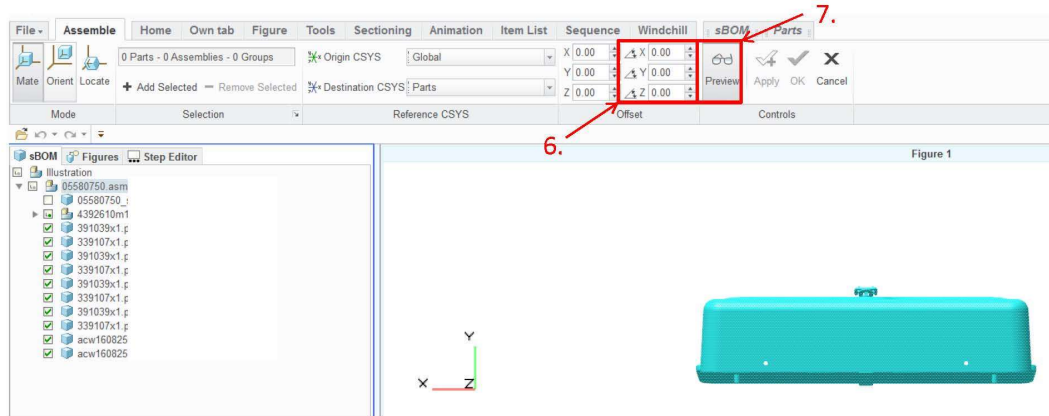 7.
File Assemble Home Own tab Figure Tools Sectioning Animation Item List Sequence Windchill sBOM Parts
0 Parts - 0 Assemblies - 0 Groups Origin CSYS Global X 0.00 X 0.00
Mate Orient Locate + Add Selected Remove Selected Destination CSYS Parts Y 0.00 Y 0.00 Preview Apply OK Cancel
Z 0.00 Z 0.00
Mode Selection Reference CSYS Offset Controls
6.
sBOM Figures Step Editor Figure 1
Illustration
05580750.asm
05580750_
4392610m1
391039x1.p
339107x1.p
391039x1.p
339107x1.p
391039x1.p
339107x1.p
391039x1.p
339107x1.p
acw160825
acw160825
Y
X Z